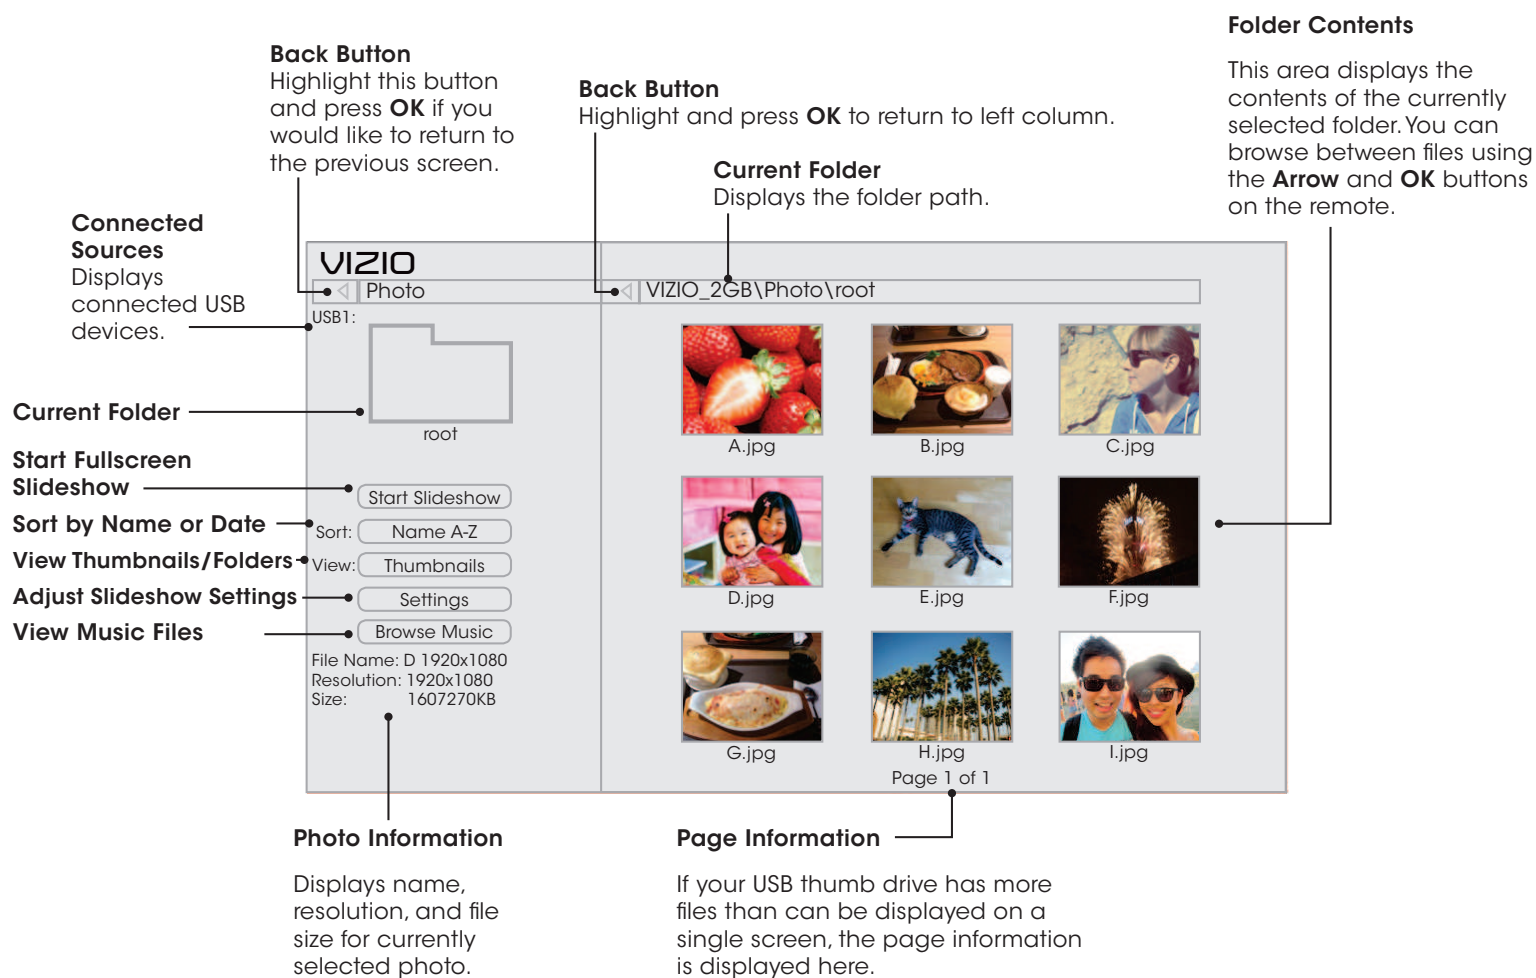 Folder Contents
This area displays the
contents of the currently
selected folder. You can
browse between files using
the Arrow and OK buttons
on the remote.
Back Button
Highlight this button
and press OK if you
would like to return to
the previous screen.
Back Button
Highlight and press OK to return to left column.
Current Folder
Displays the folder path.
Connected
Sources
Displays
connected USB
devices.
Current Folder
Start Fullscreen
Slideshow
Sort by Name or Date
View Thumbnails/Folders
Adjust Slideshow Settings
View Music Files
VIZIO
Photo
USB1:
root
Start Slideshow
Sort: Name A-Z
View: Thumbnails
Settings
Browse Music
File Name: D 1920x1080
Resolution: 1920x1080
Size: 1607270KB
VIZIO_2GB\Photo\root
A.jpg B.jpg C.jpg
D.jpg E.jpg F.jpg
G.jpg H.jpg I.jpg
Page 1 of 1
Photo Information
Displays name,
resolution, and file
size for currently
selected photo.
Page Information
If your USB thumb drive has more
files than can be displayed on a
single screen, the page information
is displayed here.